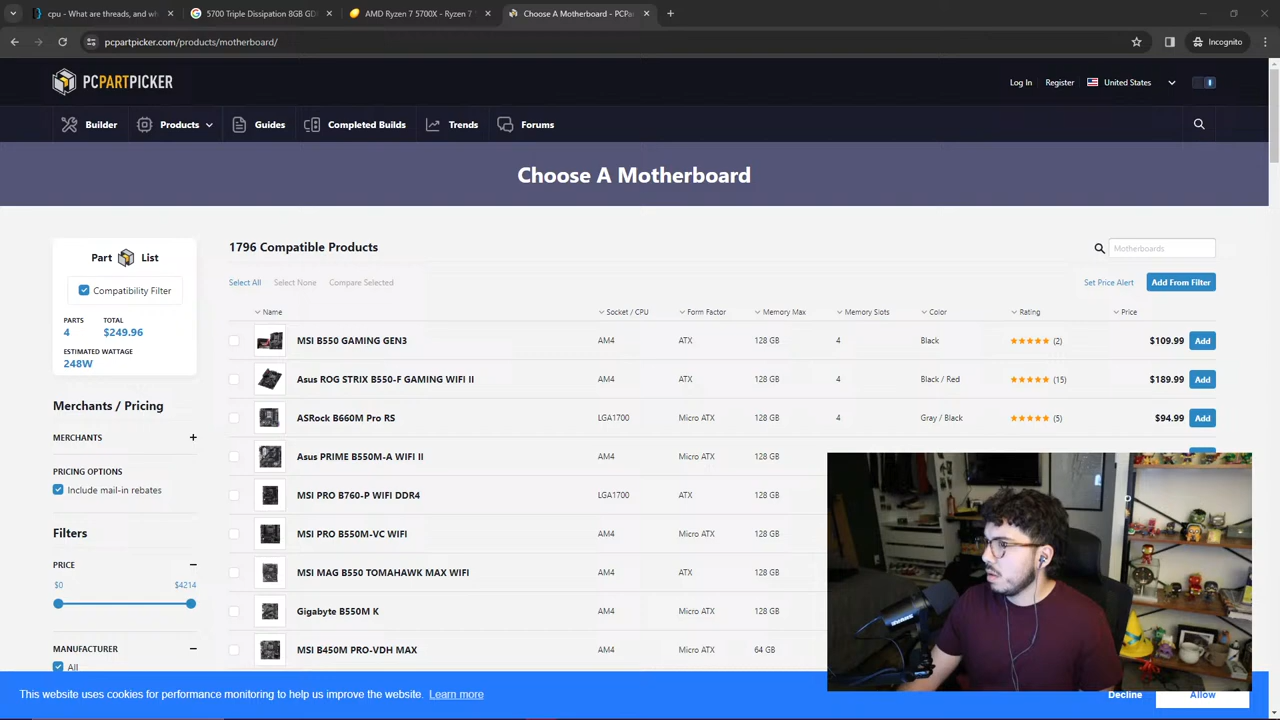 cpu - What are threads, and wh
5700 Triple Dissipation 8GB GD
AMD Ryzen 7 5700X - Ryzen 7
Choose A Motherboard - PCPa
pcpartpicker.com/products/motherboard/
Incognito
PCPARTPICKER
Log In
Register
United States
Builder
Products
Guides
Completed Builds
Trends
Forums
Choose A Motherboard
Part List
Compatibility Filter
PARTS TOTAL
4 $249.96
ESTIMATED WATTAGE
248W
Merchants / Pricing
MERCHANTS
PRICING OPTIONS
Include mail-in rebates
Filters
PRICE
$0 $4214
MANUFACTURER
All
1796 Compatible Products
Motherboards
Select All Select None Compare Selected
Set Price Alert Add From Filter
Name Socket / CPU Form Factor Memory Max Memory Slots Color Rating Price
MSI B550 GAMING GEN3 AM4 ATX 128 GB 4 Black (2) $109.99 Add
Asus ROG STRIX B550-F GAMING WIFI II AM4 ATX 128 GB 4 Black / Red (15) $189.99 Add
ASRock B660M Pro RS LGA1700 Micro ATX 128 GB 4 Gray / Black (5) $94.99 Add
Asus PRIME B550M-A WIFI II AM4 Micro ATX 128 GB
MSI PRO B760-P WIFI DDR4 LGA1700 ATX 128 GB
MSI PRO B550M-VC WIFI AM4 Micro ATX 128 GB
MSI MAG B550 TOMAHAWK MAX WIFI AM4 ATX 128 GB
Gigabyte B550M K AM4 Micro ATX 128 GB
MSI B450M PRO-VDH MAX AM4 Micro ATX 64 GB
This website uses cookies for performance monitoring to help us improve the website. Learn more
Decline Allow